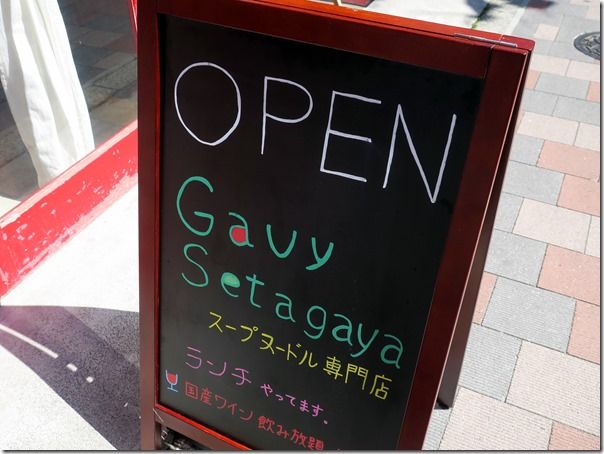 OPEN
Gavy
Setagaya
スープヌードル専門店
ランチやってます。
国産ワイン飲み放題